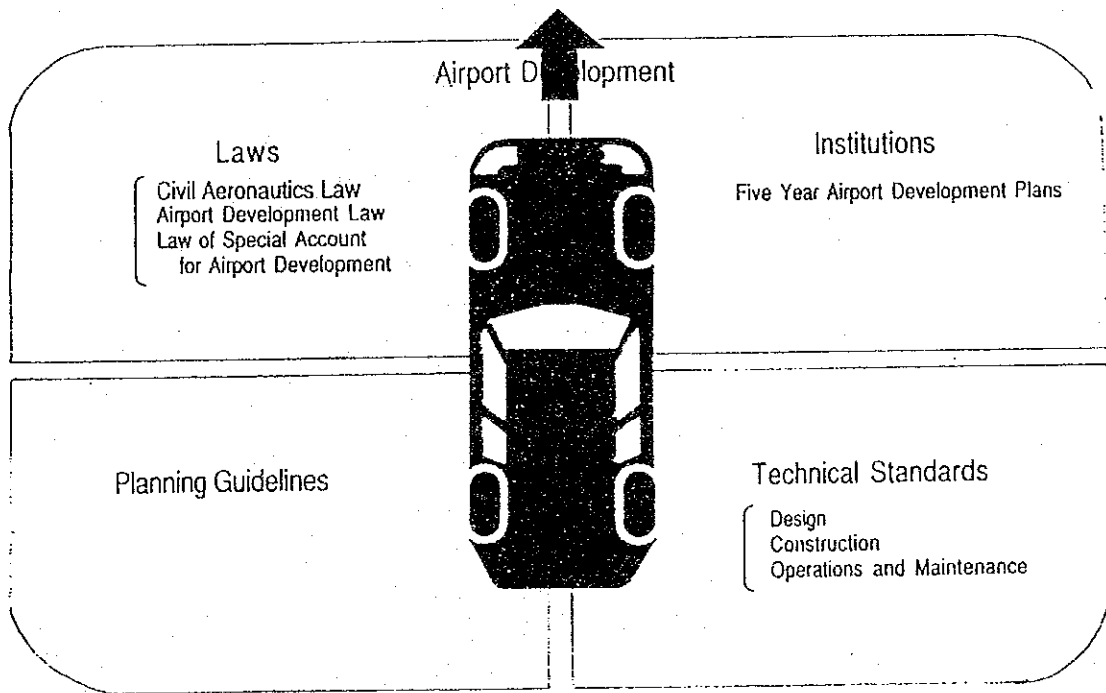 Airport Development
Laws
Civil Aeronautics Law
Airport Development Law
Law of Special Account
for Airport Development
Institutions
Five Year Airport Development Plans
Planning Guidelines
Technical Standards
Design
Construction
Operations and Maintenance